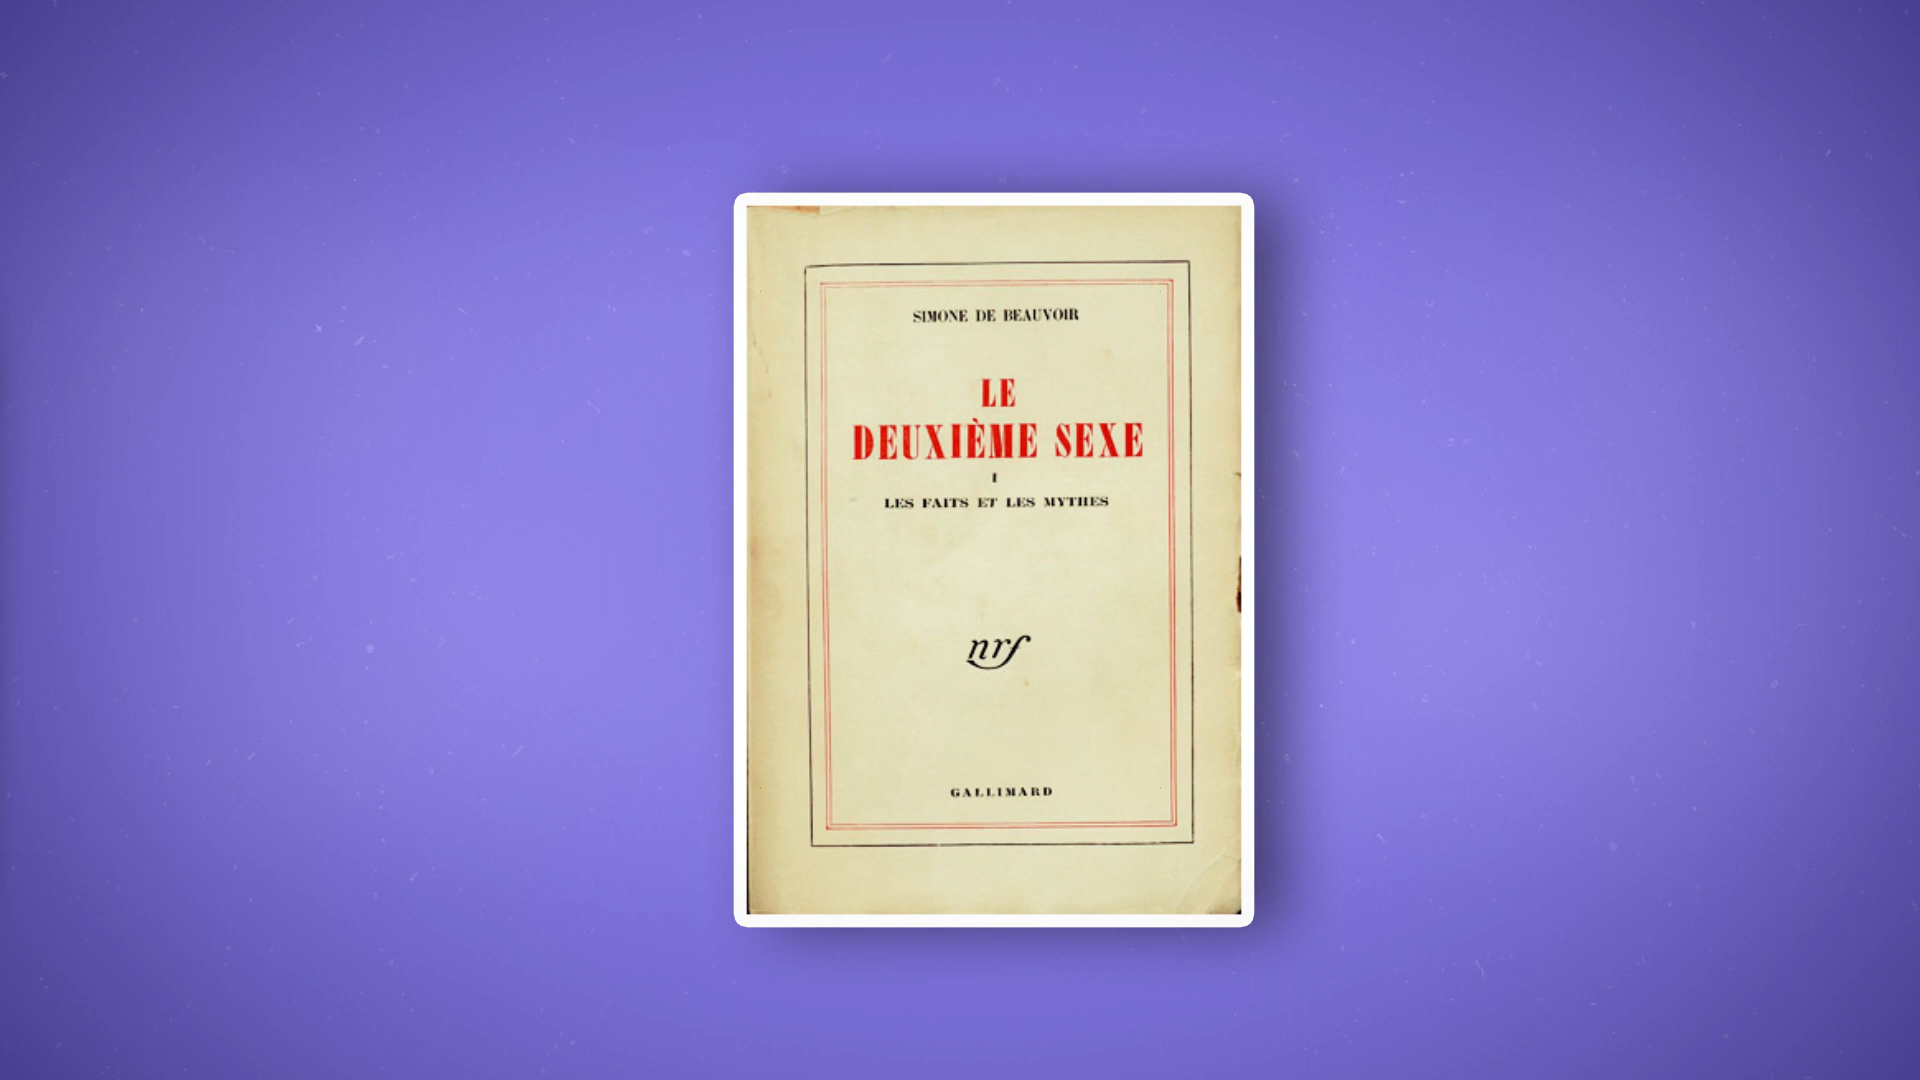 SIMONE DE BEAUVOIR
LE
DEUXIÈME SEXE
I
LES FAITS ET LES MYTHES
nrf
GALLIMARD